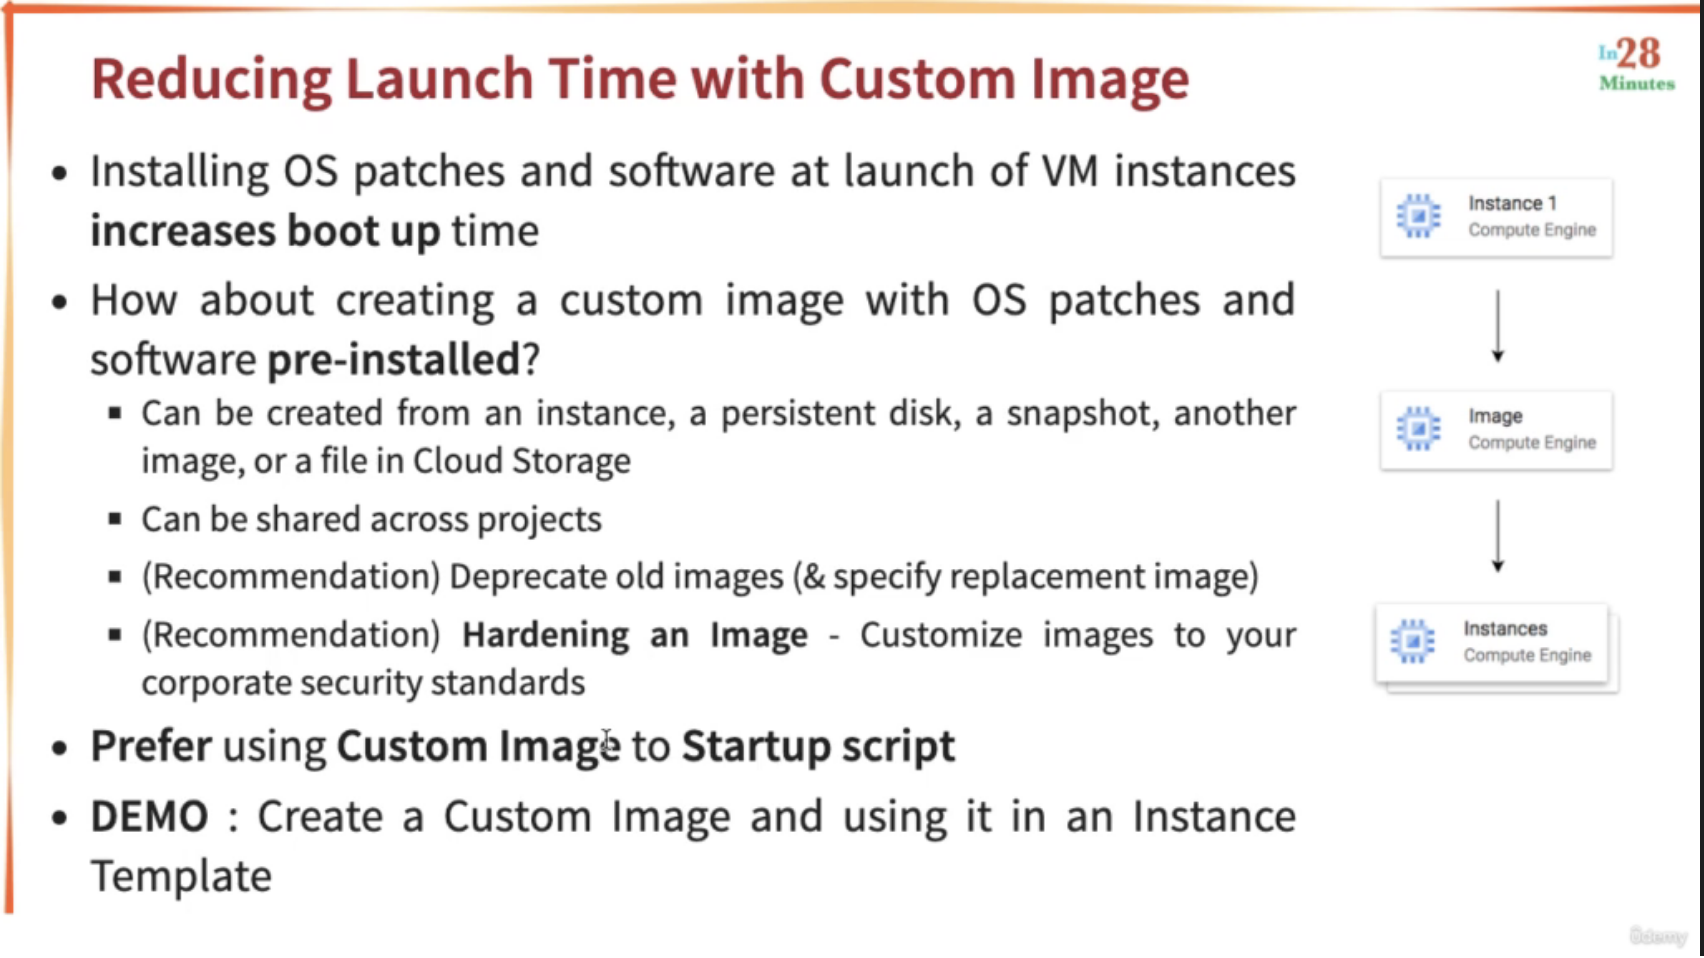 Reducing Launch Time with Custom Image
In28
Minutes
• Installing OS patches and software at launch of VM instances
increases boot up time
• How about creating a custom image with OS patches and
software pre-installed?
▪ Can be created from an instance, a persistent disk, a snapshot, another
image, or a file in Cloud Storage
▪ Can be shared across projects
▪ (Recommendation) Deprecate old images (& specify replacement image)
▪ (Recommendation) Hardening an Image - Customize images to your
corporate security standards
• Prefer using Custom Image to Startup script
• DEMO : Create a Custom Image and using it in an Instance
Template
Instance 1
Compute Engine
Image
Compute Engine
Instances
Compute Engine
ûdemy